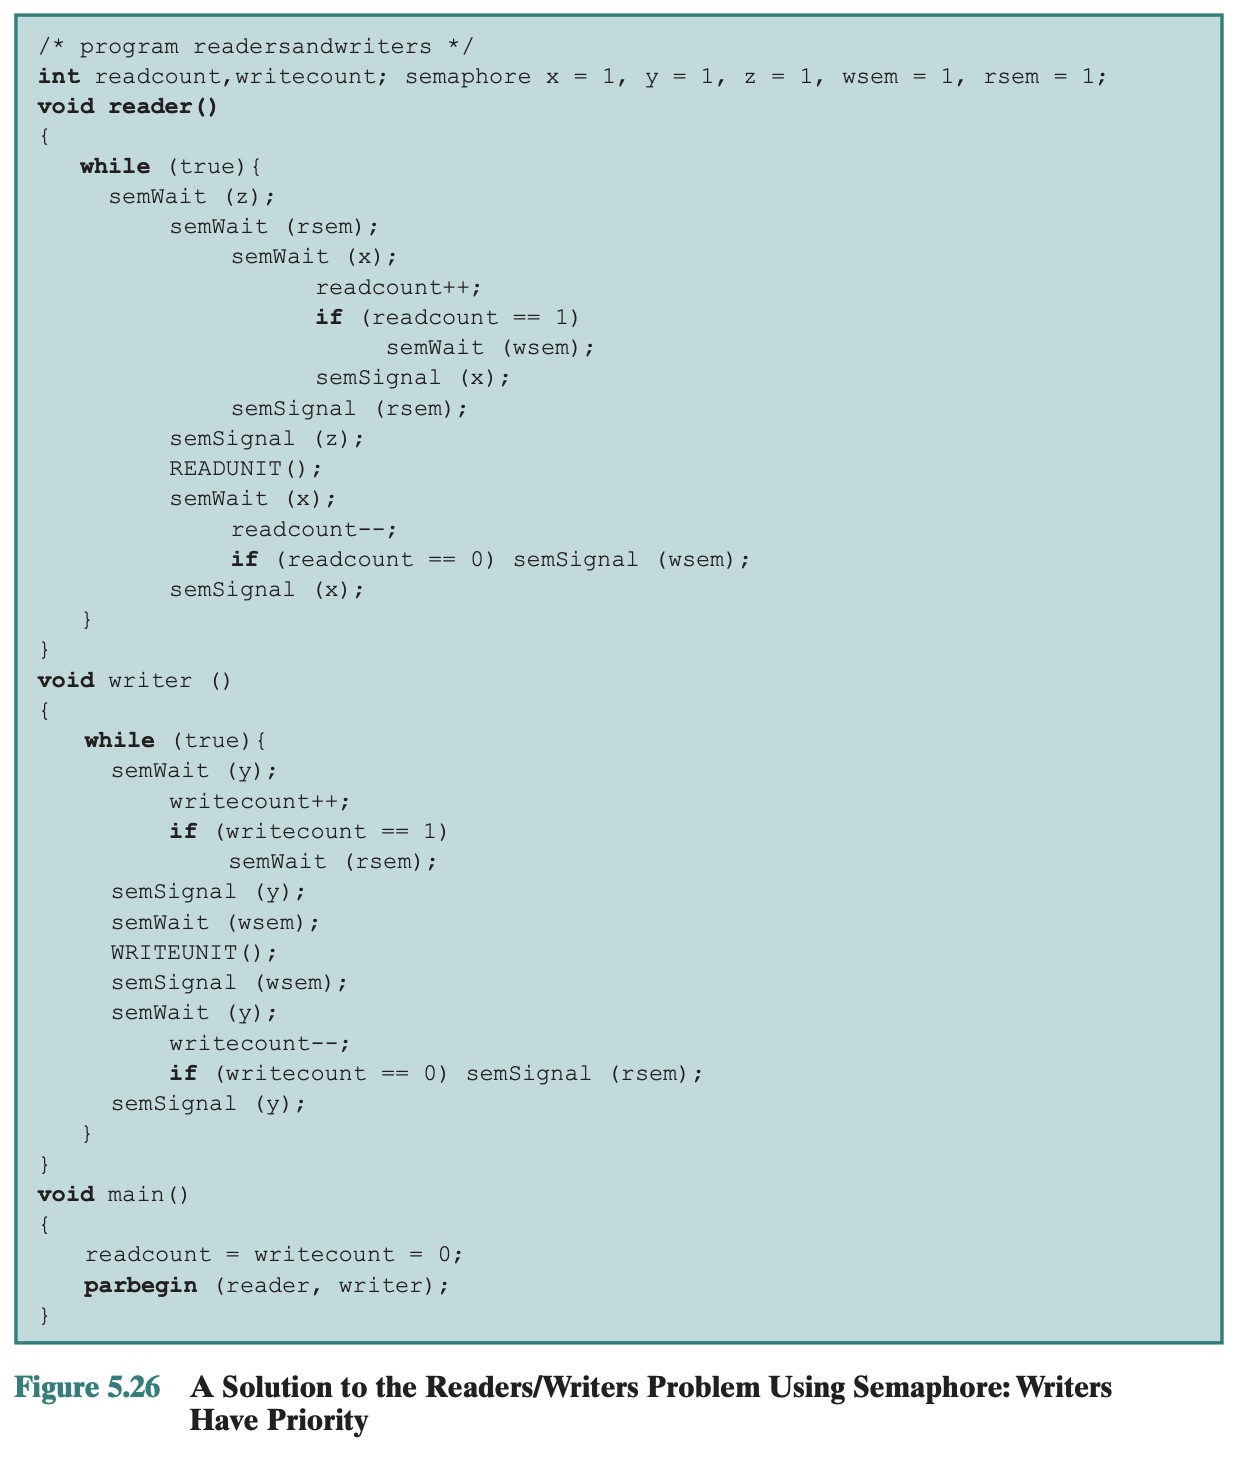 /* program readersandwriters */
int readcount,writecount; semaphore x = 1, y = 1, z = 1, wsem = 1, rsem = 1;
void reader()
{
   while (true){
     semWait (z);
         semWait (rsem);
             semWait (x);
                   readcount++;
                   if (readcount == 1)
                        semWait (wsem);
                   semSignal (x);
             semSignal (rsem);
         semSignal (z);
         READUNIT();
         semWait (x);
             readcount--;
             if (readcount == 0) semSignal (wsem);
         semSignal (x);
   }
}
void writer ()
{
   while (true){
     semWait (y);
         writecount++;
         if (writecount == 1)
             semWait (rsem);
     semSignal (y);
     semWait (wsem);
     WRITEUNIT();
     semSignal (wsem);
     semWait (y);
         writecount--;
         if (writecount == 0) semSignal (rsem);
     semSignal (y);
   }
}
void main()
{
   readcount = writecount = 0;
   parbegin (reader, writer);
}
Figure 5.26 A Solution to the Readers/Writers Problem Using Semaphore: Writers
Have Priority